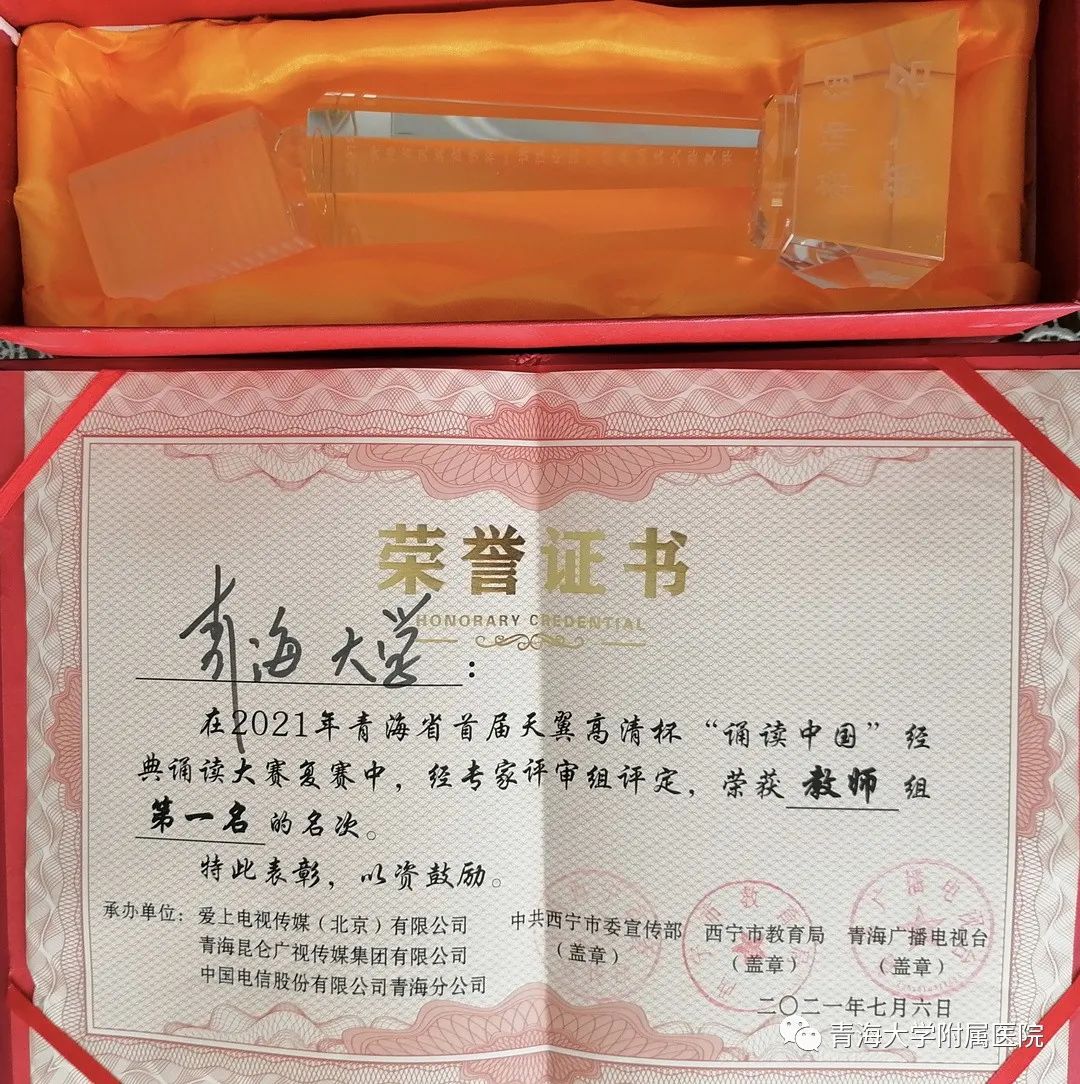 荣誉证书
HONORARY CREDENTIAL
青海大学：
在2021年青海省首届天翼高清杯“诵读中国”经
典诵读大赛复赛中，经专家评审组评定，荣获教师组
第一名的名次。
特此表彰，以资鼓励。
承办单位：爱上电视传媒（北京）有限公司
青海昆仑广视传媒集团有限公司
中国电信股份有限公司青海分公司
中共西宁市委宣传部
（盖章）
西宁市教育局
（盖章）
青海广播电视台
（盖章）
二〇二一年七月六日
青海大学附属医院